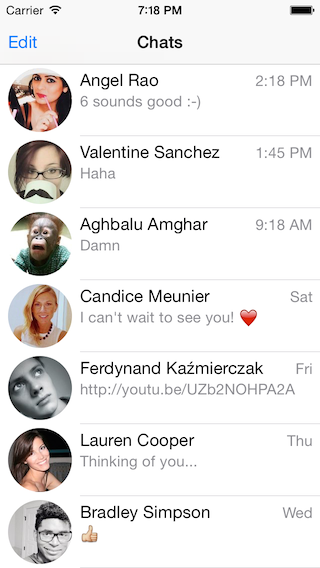 Carrier 7:18 PM
Edit Chats
Angel Rao 2:18 PM
6 sounds good :-)
Valentine Sanchez 1:45 PM
Haha
Aghbalu Amghar 9:18 AM
Damn
Candice Meunier Sat
I can't wait to see you! ❤️
Ferdynand Kaźmierczak Fri
http://youtu.be/UZb2NOHPA2A
Lauren Cooper Thu
Thinking of you...
Bradley Simpson Wed
👍🏼